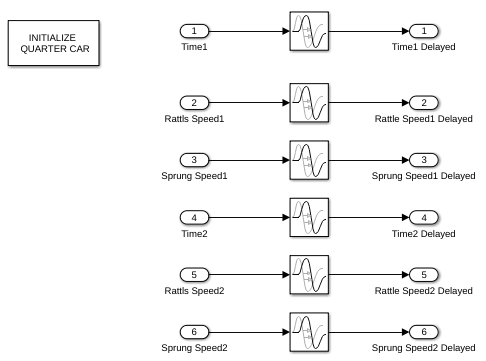 INITIALIZE
QUARTER CAR
1
1
Time1
Time1 Delayed
2
2
Rattls Speed1
Rattle Speed1 Delayed
3
3
Sprung Speed1
Sprung Speed1 Delayed
4
4
Time2
Time2 Delayed
5
5
Rattls Speed2
Rattle Speed2 Delayed
6
6
Sprung Speed2
Sprung Speed2 Delayed